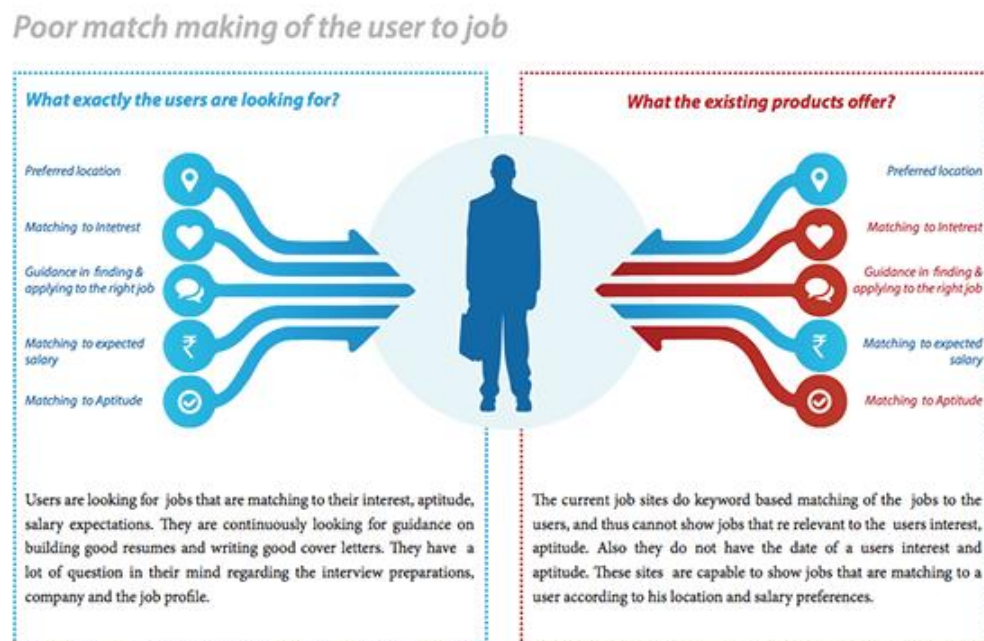 Poor match making of the user to job
What exactly the users are looking for?
Preferred location
Matching to Intetrest
Guidance in finding &
applying to the right job
₹
Matching to expected
salary
Matching to Aptitude
Users are looking for jobs that are matching to their interest, aptitude,
salary expectations. They are continuously looking for guidance on
building good resumes and writing good cover letters. They have a
lot of question in their mind regarding the interview preparations,
company and the job profile.
What the existing products offer?
Preferred location
Matching to Intetrest
Guidance in finding &
applying to the right job
₹
Matching to expected
salary
Matching to Aptitude
The current job sites do keyword based matching of the jobs to the
users, and thus cannot show jobs that re relevant to the users interest,
aptitude. Also they do not have the date of a users interest and
aptitude. These sites are capable to show jobs that are matching to a
user according to his location and salary preferences.